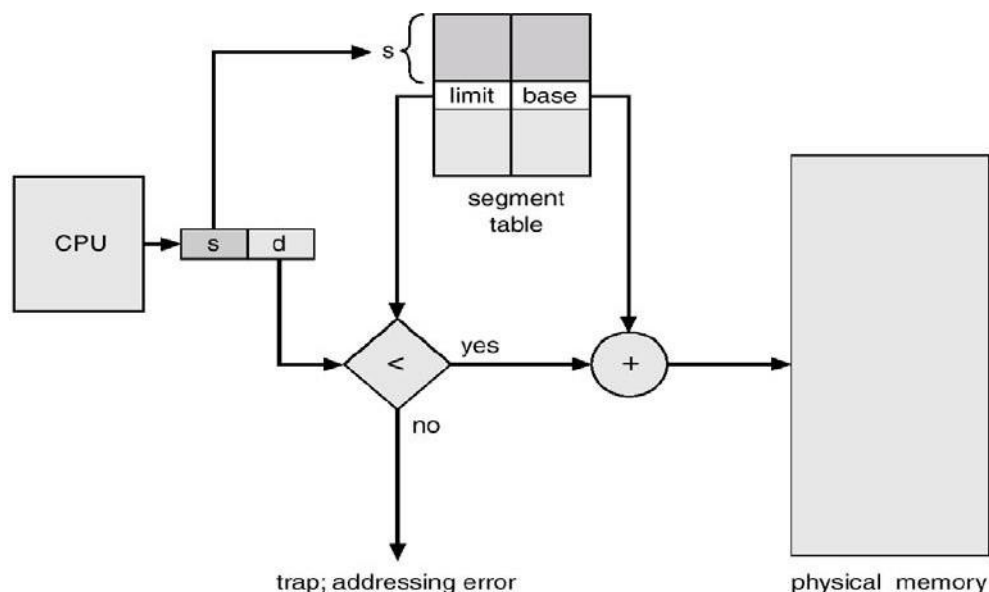 s
limit base
segment
table
CPU
s d
<
yes
+
no
trap; addressing error
physical memory